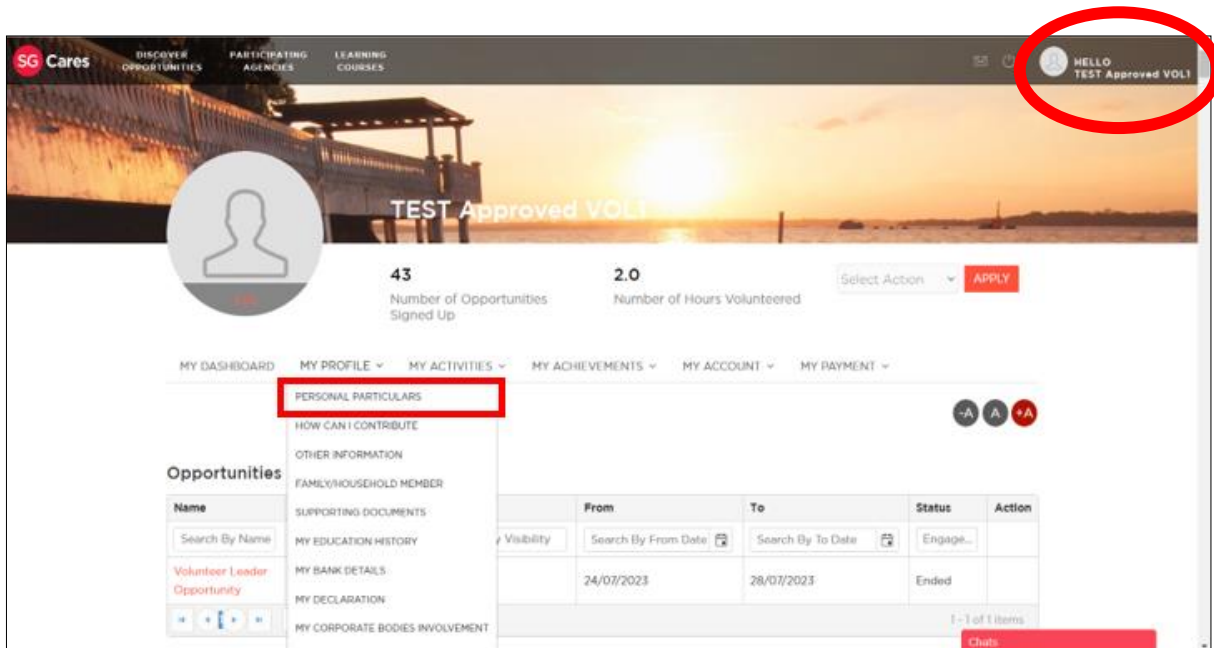 SG Cares
DISCOVER OPPORTUNITIES
PARTICIPATING AGENCIES
LEARNING COURSES
HELLO
TEST Approved VOL1
TEST Approved VOL1
43
Number of Opportunities
Signed Up
2.0
Number of Hours Volunteered
Select Action
APPLY
MY DASHBOARD
MY PROFILE
MY ACTIVITIES
MY ACHIEVEMENTS
MY ACCOUNT
MY PAYMENT
PERSONAL PARTICULARS
HOW CAN I CONTRIBUTE
OTHER INFORMATION
FAMILY/HOUSEHOLD MEMBER
SUPPORTING DOCUMENTS
MY EDUCATION HISTORY
MY BANK DETAILS
MY DECLARATION
MY CORPORATE BODIES INVOLVEMENT
-A A +A
Opportunities
Name From To Status Action
Search By Name Visibility Search By From Date Search By To Date Engage...
Volunteer Leader
Opportunity
24/07/2023 28/07/2023 Ended
1
1 - 1 of 1 items
Chats